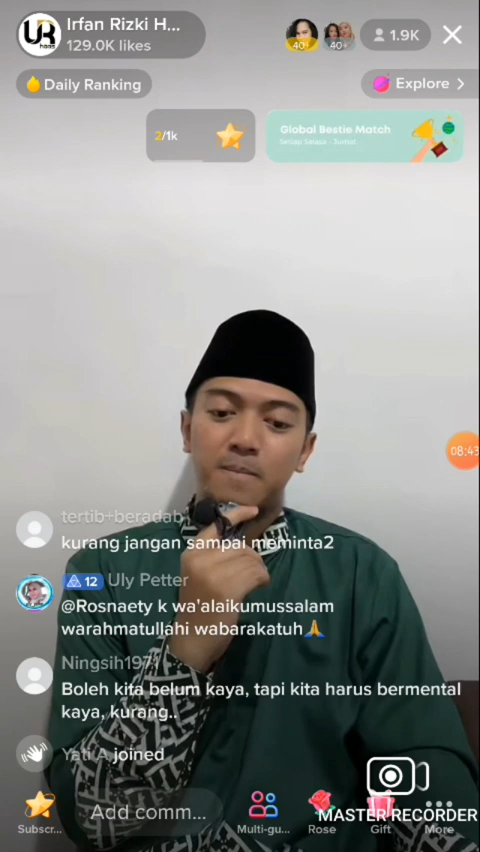 Irfan Rizki H...
129.0K likes
40+
40+
1.9K
Daily Ranking
Explore >
2/1k
Global Bestie Match
08:43
tertib+beradab
kurang jangan sampai meminta2
12 Uly Petter
@Rosnaety k wa'alaikumussalam
warahmatullahi wabarakatuh🙏
Ningsih1971
Boleh kita belum kaya, tapi kita harus bermental
kaya, kurang..
Yati A joined
Add comm...
Subscr...
Multi-gu...
Rose
Gift
More
MASTER RECORDER